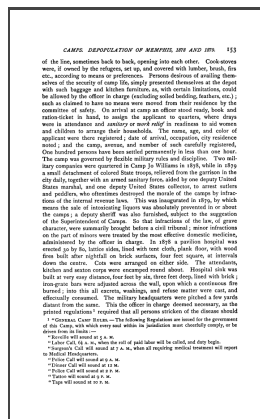 CAMPS. DEPOPULATION OF MEMPHIS, 1878 AND 1879. 153
of the line, sometimes back to back, opening into each other. Cook-stoves
were, if owned by the refugees, set up, and covered with lumber, brush, firs
etc., according to means or preferences. Persons desirous of availing them-
selves of the security of camp life, simply presented themselves at the depot
with such baggage and kitchen furniture, as, with certain limitations, could
be allowed by the officer in charge (excluding soiled bedding, feathers, etc.);
such as claimed to have no means were moved from their residence by the
committee of safety. On arrival at camp an officer stood ready, book and
ration-ticket in hand, to assign the applicant to quarters, where drays
were in attendance and sanitary or work relief in readiness to aid women
and children to arrange their households. The name, age, and color of
applicant were there registered; date of arrival, occupation, city residence
noted; and the camp, avenue, and number of such carefully registered,
One hundred persons have been settled permanently in less than one hour.
The camp was governed by flexible military rules and discipline. Two mil-
itary companies were quartered in Camp Jo Williams in 1878, while in 1879
a small detachment of colored State troops, relieved from the garrison in the
city daily, together with an armed sanitary force, aided by one deputy United
States marshal, and one deputy United States collector, to arrest sutlers
and peddlers, who ofttimes destroyed the morale of the camps by infrac-
tions of the internal revenue laws. This was inaugurated in 1879, by which
means the sale of intoxicating liquors was absolutely prevented in or about
the camps; a deputy sheriff was also furnished, subject to the suggestion
of the Superintendent of Camps. So that infractions of the law, of grave
character, were summarily brought before a civil tribunal; minor infractions
on the part of minors were treated by the most effective domestic medicine,
administered by the officer in charge. In 1878 a pavilion hospital was
erected 50 by 80, lattice sides, lined with tent cloth, plank floor, with wood
fires built after nightfall on brick surfaces, four feet square, at intervals
down the centre. Cots were arranged on either side. The attendants,
kitchen and sexton corps were encamped round about. Hospital sink was
built at very easy distance, four feet by six, three feet deep, lined with brick;
iron-grate bars were adjusted across the wall, upon which a continuous fire
burned; into this all excreta, washings, and refuse matter were cast, and
effectually consumed. The military headquarters were pitched a few yards
distant from the same. This the officer in charge deemed necessary, as the
printed regulations¹ required that all persons stricken of the disease should
¹ "GENERAL CAMP RULES.—The following Regulations are issued for the government
of this Camp, with which every soul within its jurisdiction must cheerfully comply, or be
driven from its limits:—
"Reveille will sound at 5 A. M.
"Labor Call, 6½ A. M., when the roll of paid labor will be called, and duty begin.
"Surgeon's Call will sound at 7 A. M., when all requiring medical treatment will report
to Medical Headquarters.
"Police Call will sound at 9 A. M.
"Dinner Call will sound at 12 M.
"Police Call will sound at 2 P. M.
"Tattoo will sound at 9 P. M.
"Taps will sound at 10 P. M.